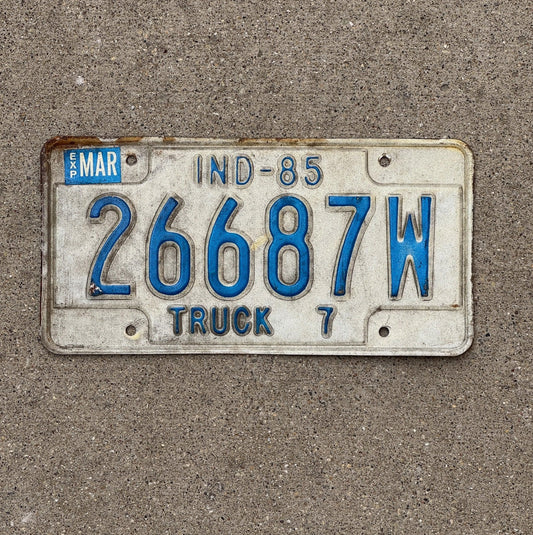 EXP MAR
IND-85
26687W
TRUCK 7